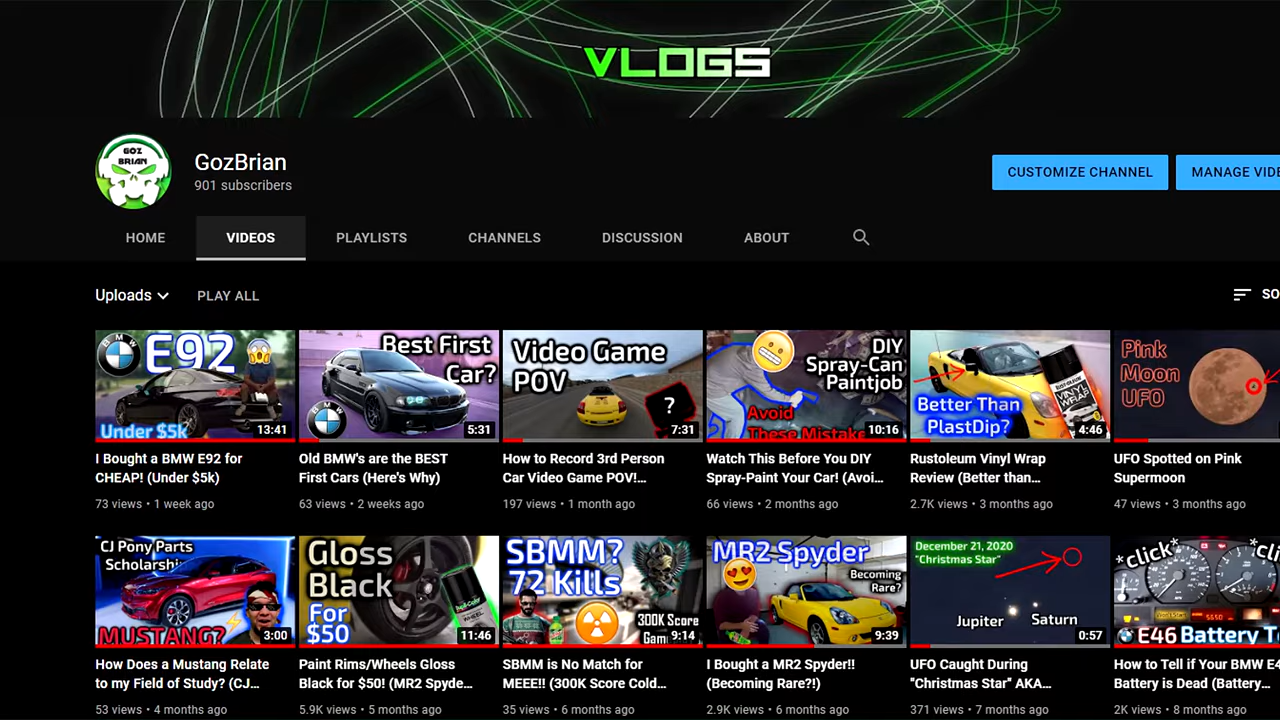 VLOGS
GOZ
BRIAN
GozBrian
901 subscribers
CUSTOMIZE CHANNEL
MANAGE VIDE
HOME
VIDEOS
PLAYLISTS
CHANNELS
DISCUSSION
ABOUT
Uploads
PLAY ALL
SO
BMW
E92
Under $5k
13:41
Best First
Car?
BMW
5:31
Video Game
POV
?
7:31
DIY
Spray-Can
Paintjob
Avoid
These Mistake
10:16
Better Than
PlastDip?
RUST-OLEUM
VINYL
WRAP
4:46
Pink
Moon
UFO
I Bought a BMW E92 for
CHEAP! (Under $5k)
73 views • 1 week ago
Old BMW's are the BEST
First Cars (Here's Why)
63 views • 2 weeks ago
How to Record 3rd Person
Car Video Game POV!...
197 views • 1 month ago
Watch This Before You DIY
Spray-Paint Your Car! (Avoi...
66 views • 2 months ago
Rustoleum Vinyl Wrap
Review (Better than...
2.7K views • 3 months ago
UFO Spotted on Pink
Supermoon
47 views • 3 months ago
CJ Pony Parts
Scholarshi
MUSTANG?
3:00
Gloss
Black
For
$50
WHEEL
11:46
SBMM?
72 Kills
300K Score
Gam
9:14
MR2 Spyder
Becoming
Rare?
9:39
December 21, 2020
"Christmas Star"
Jupiter
Saturn
0:57
*click*
*cli
E46 Battery T
How Does a Mustang Relate
to my Field of Study? (CJ...
53 views • 4 months ago
Paint Rims/Wheels Gloss
Black for $50! (MR2 Spyde...
5.9K views • 5 months ago
SBMM is No Match for
MEEE!! (300K Score Cold...
35 views • 6 months ago
I Bought a MR2 Spyder!!
(Becoming Rare?!)
2.9K views • 6 months ago
UFO Caught During
"Christmas Star" AKA...
371 views • 7 months ago
How to Tell if Your BMW E4
Battery is Dead (Battery...
2K views • 8 months ago